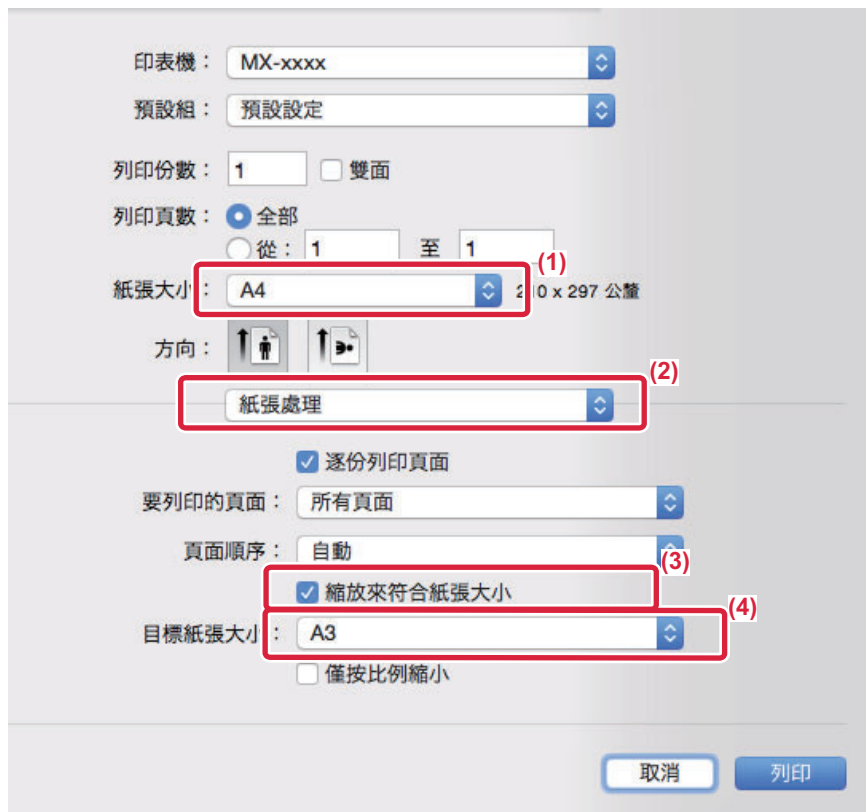 印表機： MX-xxxx
預設組： 預設設定
列印份數： 1 雙面
列印頁數： 全部
從： 1 至 1
(1)
紙張大小： A4 210 x 297 公釐
方向：
(2)
紙張處理
逐份列印頁面
要列印的頁面： 所有頁面
頁面順序： 自動
(3)
縮放來符合紙張大小
(4)
目標紙張大小： A3
僅按比例縮小
取消 列印